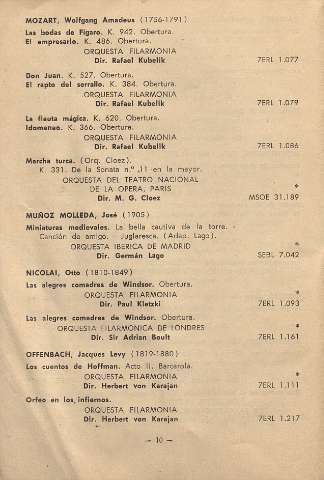 MOZART, Wolfgang Amadeus (1756-1791)
Las bodas de Fígaro. K. 942. Obertura.
El empresario. K. 486. Obertura.
ORQUESTA FILARMONIA
Dir. Rafael Kubelik 7ERL 1.077
Don Juan. K. 527. Obertura.
El rapto del serrallo. K. 384. Obertura.
ORQUESTA FILARMONIA
Dir. Rafael Kubelik 7ERL 1.079
La flauta mágica. K. 620. Obertura.
Idomeneo. K. 366. Obertura.
ORQUESTA FILARMONIA
Dir. Rafael Kubelik 7ERL 1.086
Marcha turca. (Orq. Cloez).
K. 331. De la Sonata n.º 11 en la mayor.
ORQUESTA DEL TEATRO NACIONAL
DE LA OPERA, PARIS *
Dir. M. G. Cloez MSOE 31.189
MUÑOZ MOLLEDA, José (1905)
Miniaturas medievales. La bella cautiva de la torre. -
Canción de amigo. - Juglaresca. (Adap. Lago).
ORQUESTA IBERICA DE MADRID *
Dir. Germán Lago SEBL 7.042
NICOLAI, Otto (1810-1849)
Las alegres comadres de Windsor. Obertura.
ORQUESTA FILARMONIA *
Dir. Paul Kletzki 7ERL 1.093
Las alegres comadres de Windsor. Obertura.
ORQUESTA FILARMONICA DE LONDRES *
Dir. Sir Adrian Boult 7ERL 1.161
OFFENBACH, Jacques Levy (1819-1880)
Los cuentos de Hoffman. Acto II. Barcarola.
ORQUESTA FILARMONIA *
Dir. Herbert von Karajan 7ERL 1.111
Orfeo en los infiernos.
ORQUESTA FILARMONIA *
Dir. Herbert von Karajan 7ERL 1.217
— 10 —